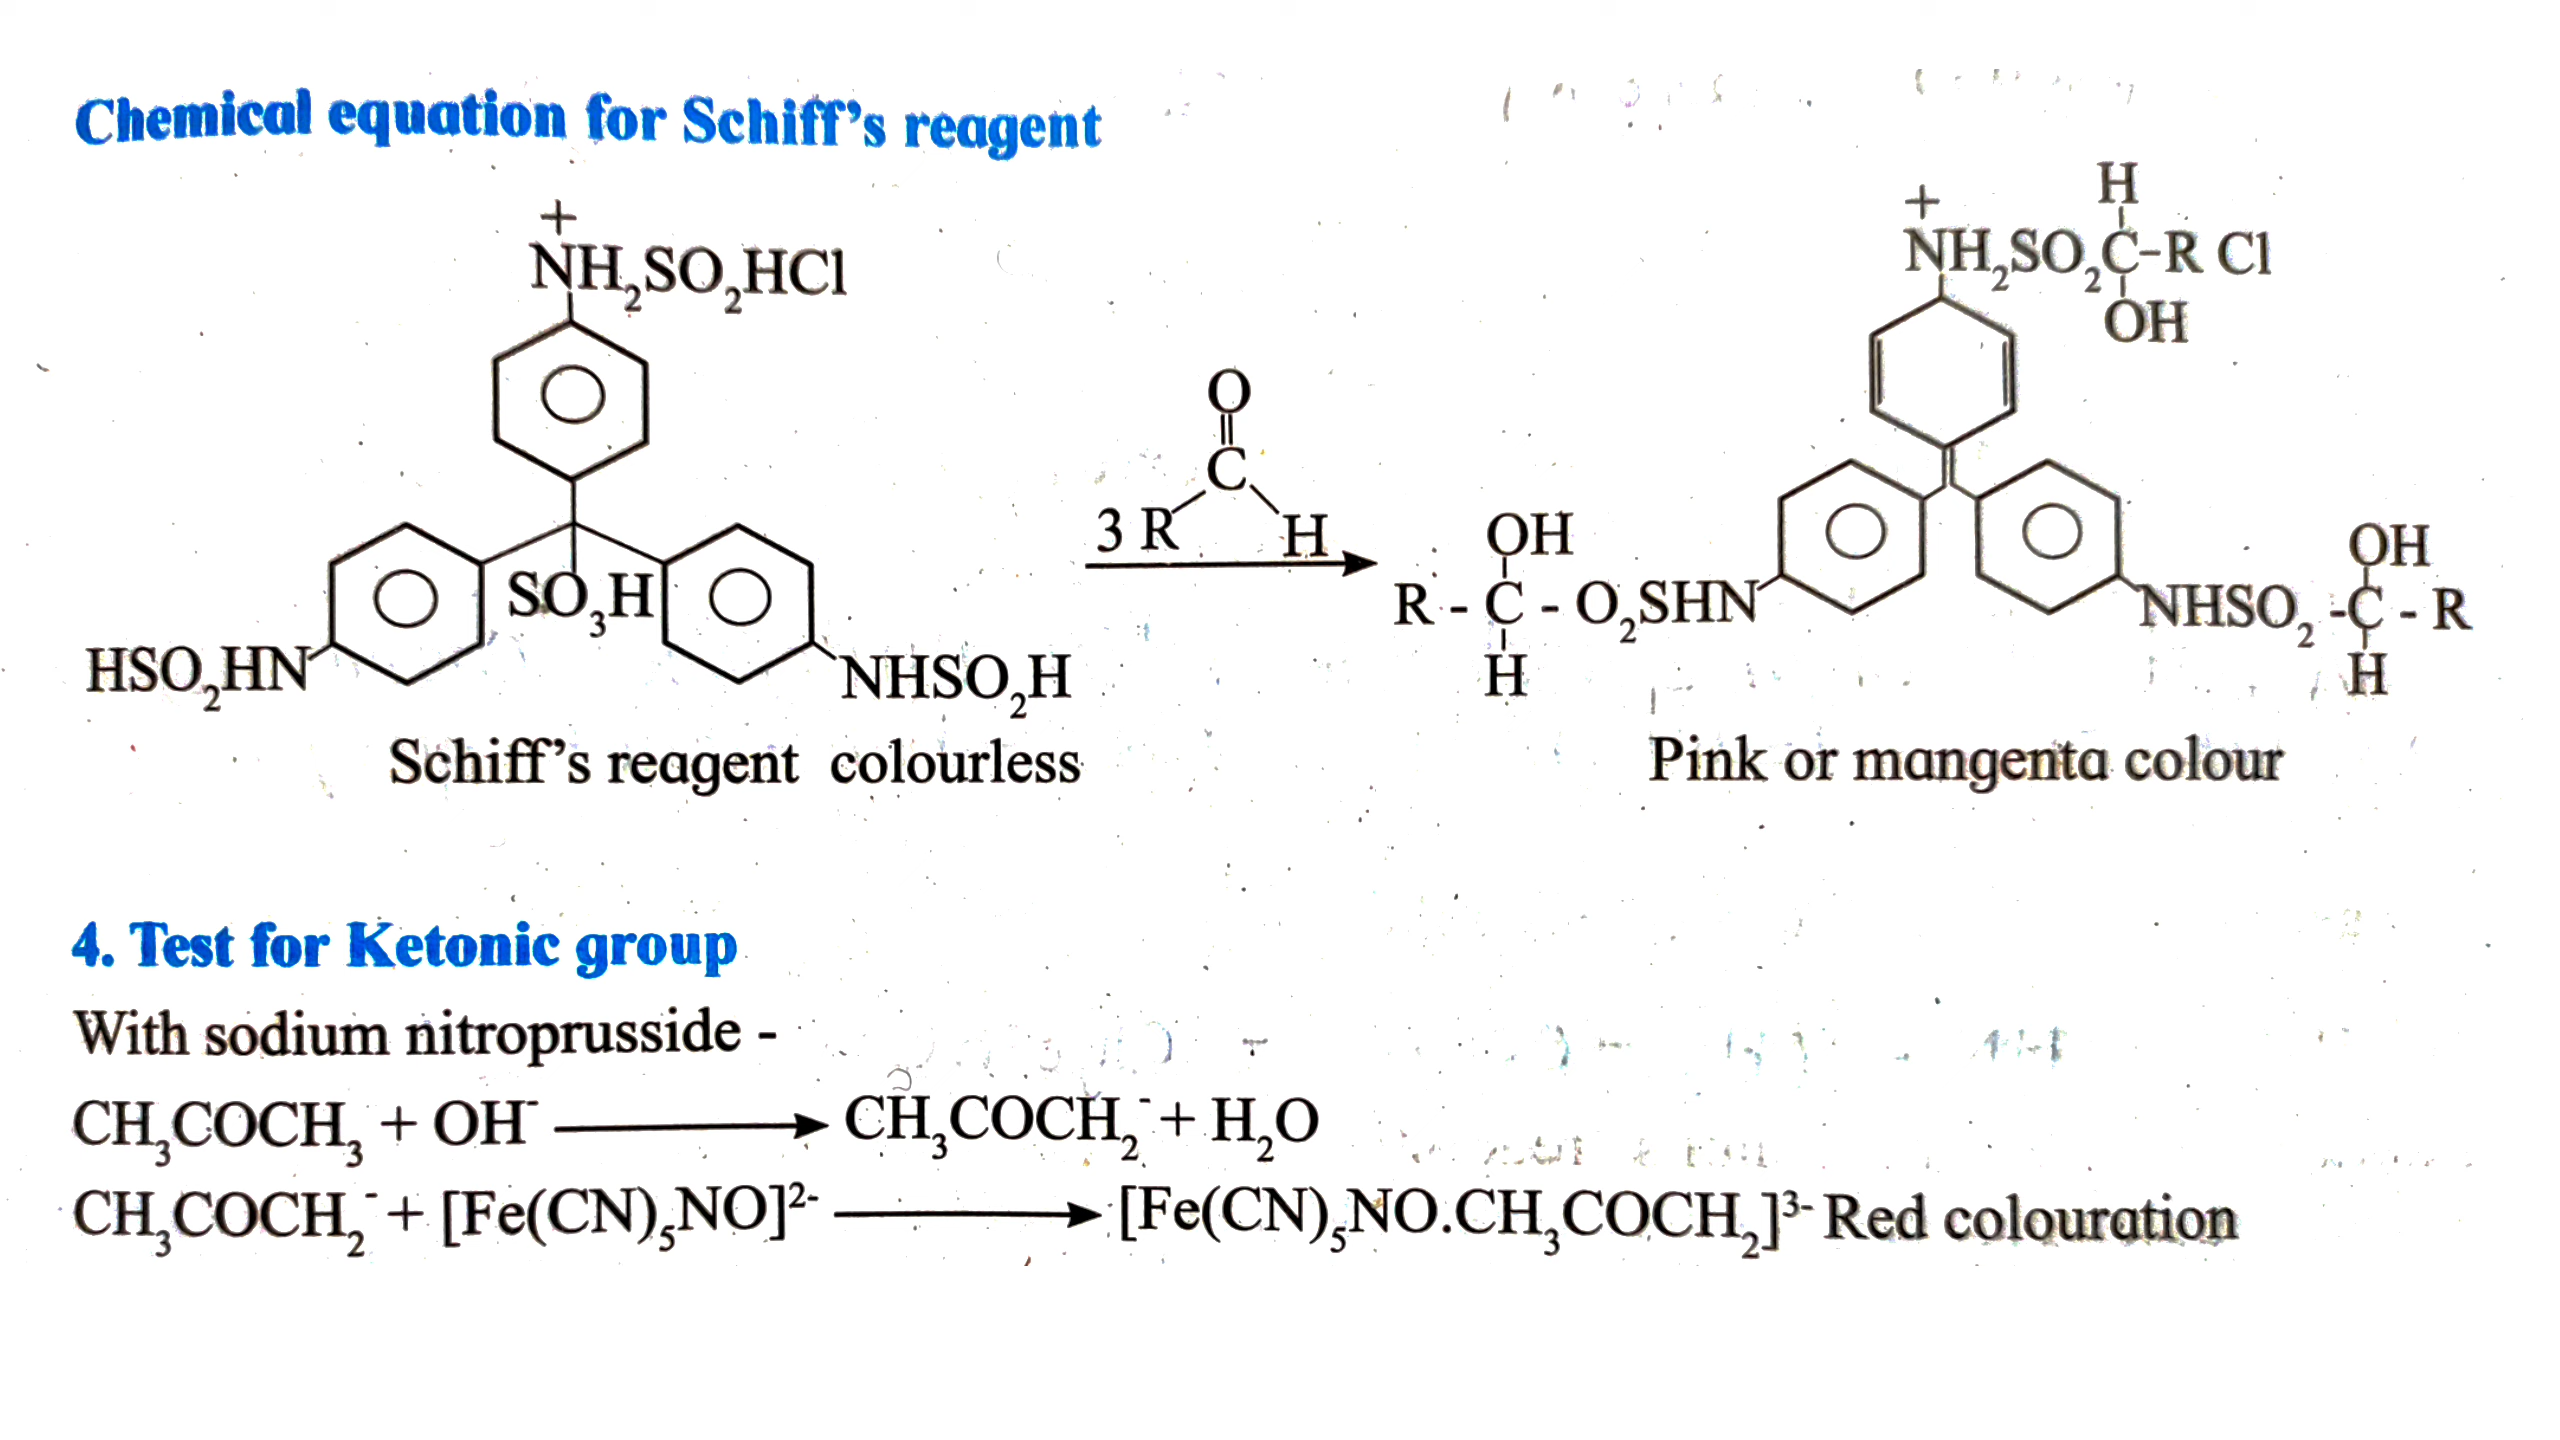 Chemical equation for Schiff's reagent
+
NH₂SO₂HCl
SO₃H
HSO₂HN
NHSO₂H
Schiff's reagent colourless
O
C
3 R H
+
H
NH₂SO₂C-R Cl
OH
OH
R - C - O₂SHN
H
OH
NHSO₂ -C - R
H
Pink or mangenta colour
4. Test for Ketonic group
With sodium nitroprusside -
CH₃COCH₃ + OH⁻ ⟶ CH₃COCH₂⁻ + H₂O
CH₃COCH₂⁻ + [Fe(CN)₅NO]²⁻ ⟶ [Fe(CN)₅NO.CH₃COCH₂]³⁻ Red colouration